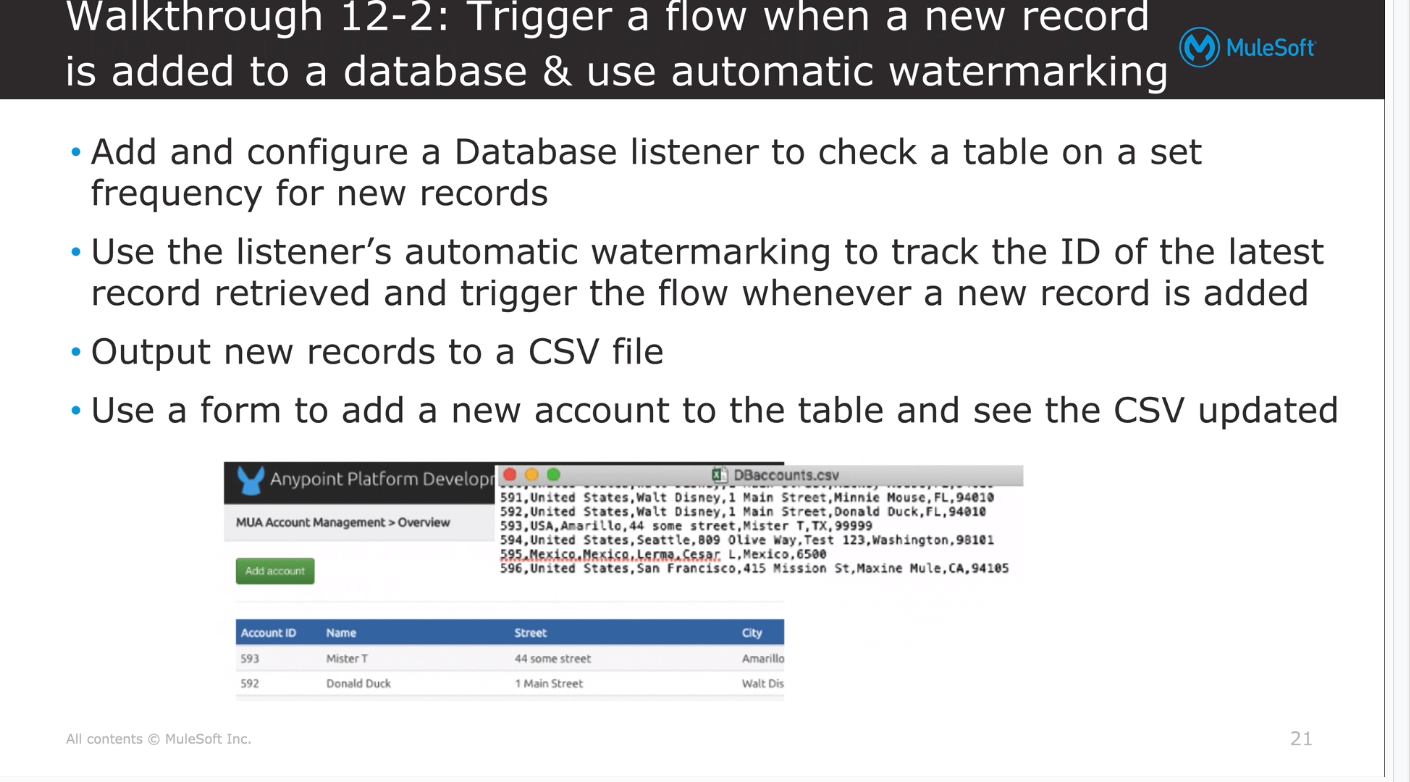 Walkthrough 12-2: Trigger a flow when a new record
is added to a database & use automatic watermarking
MuleSoft
• Add and configure a Database listener to check a table on a set
frequency for new records
• Use the listener’s automatic watermarking to track the ID of the latest
record retrieved and trigger the flow whenever a new record is added
• Output new records to a CSV file
• Use a form to add a new account to the table and see the CSV updated
Anypoint Platform Develop
MUA Account Management > Overview
Add account
Account ID Name Street City
593 Mister T 44 some street Amarillo
592 Donald Duck 1 Main Street Walt Dis
DBaccounts.csv
591,United States,Walt Disney,1 Main Street,Minnie Mouse,FL,94010
592,United States,Walt Disney,1 Main Street,Donald Duck,FL,94010
593,USA,Amarillo,44 some street,Mister T,TX,99999
594,United States,Seattle,809 Olive Way,Test 123,Washington,98101
595,Mexico,Mexico,Lerma,Cesar L,Mexico,6500
596,United States,San Francisco,415 Mission St,Maxine Mule,CA,94105
All contents © MuleSoft Inc.
21